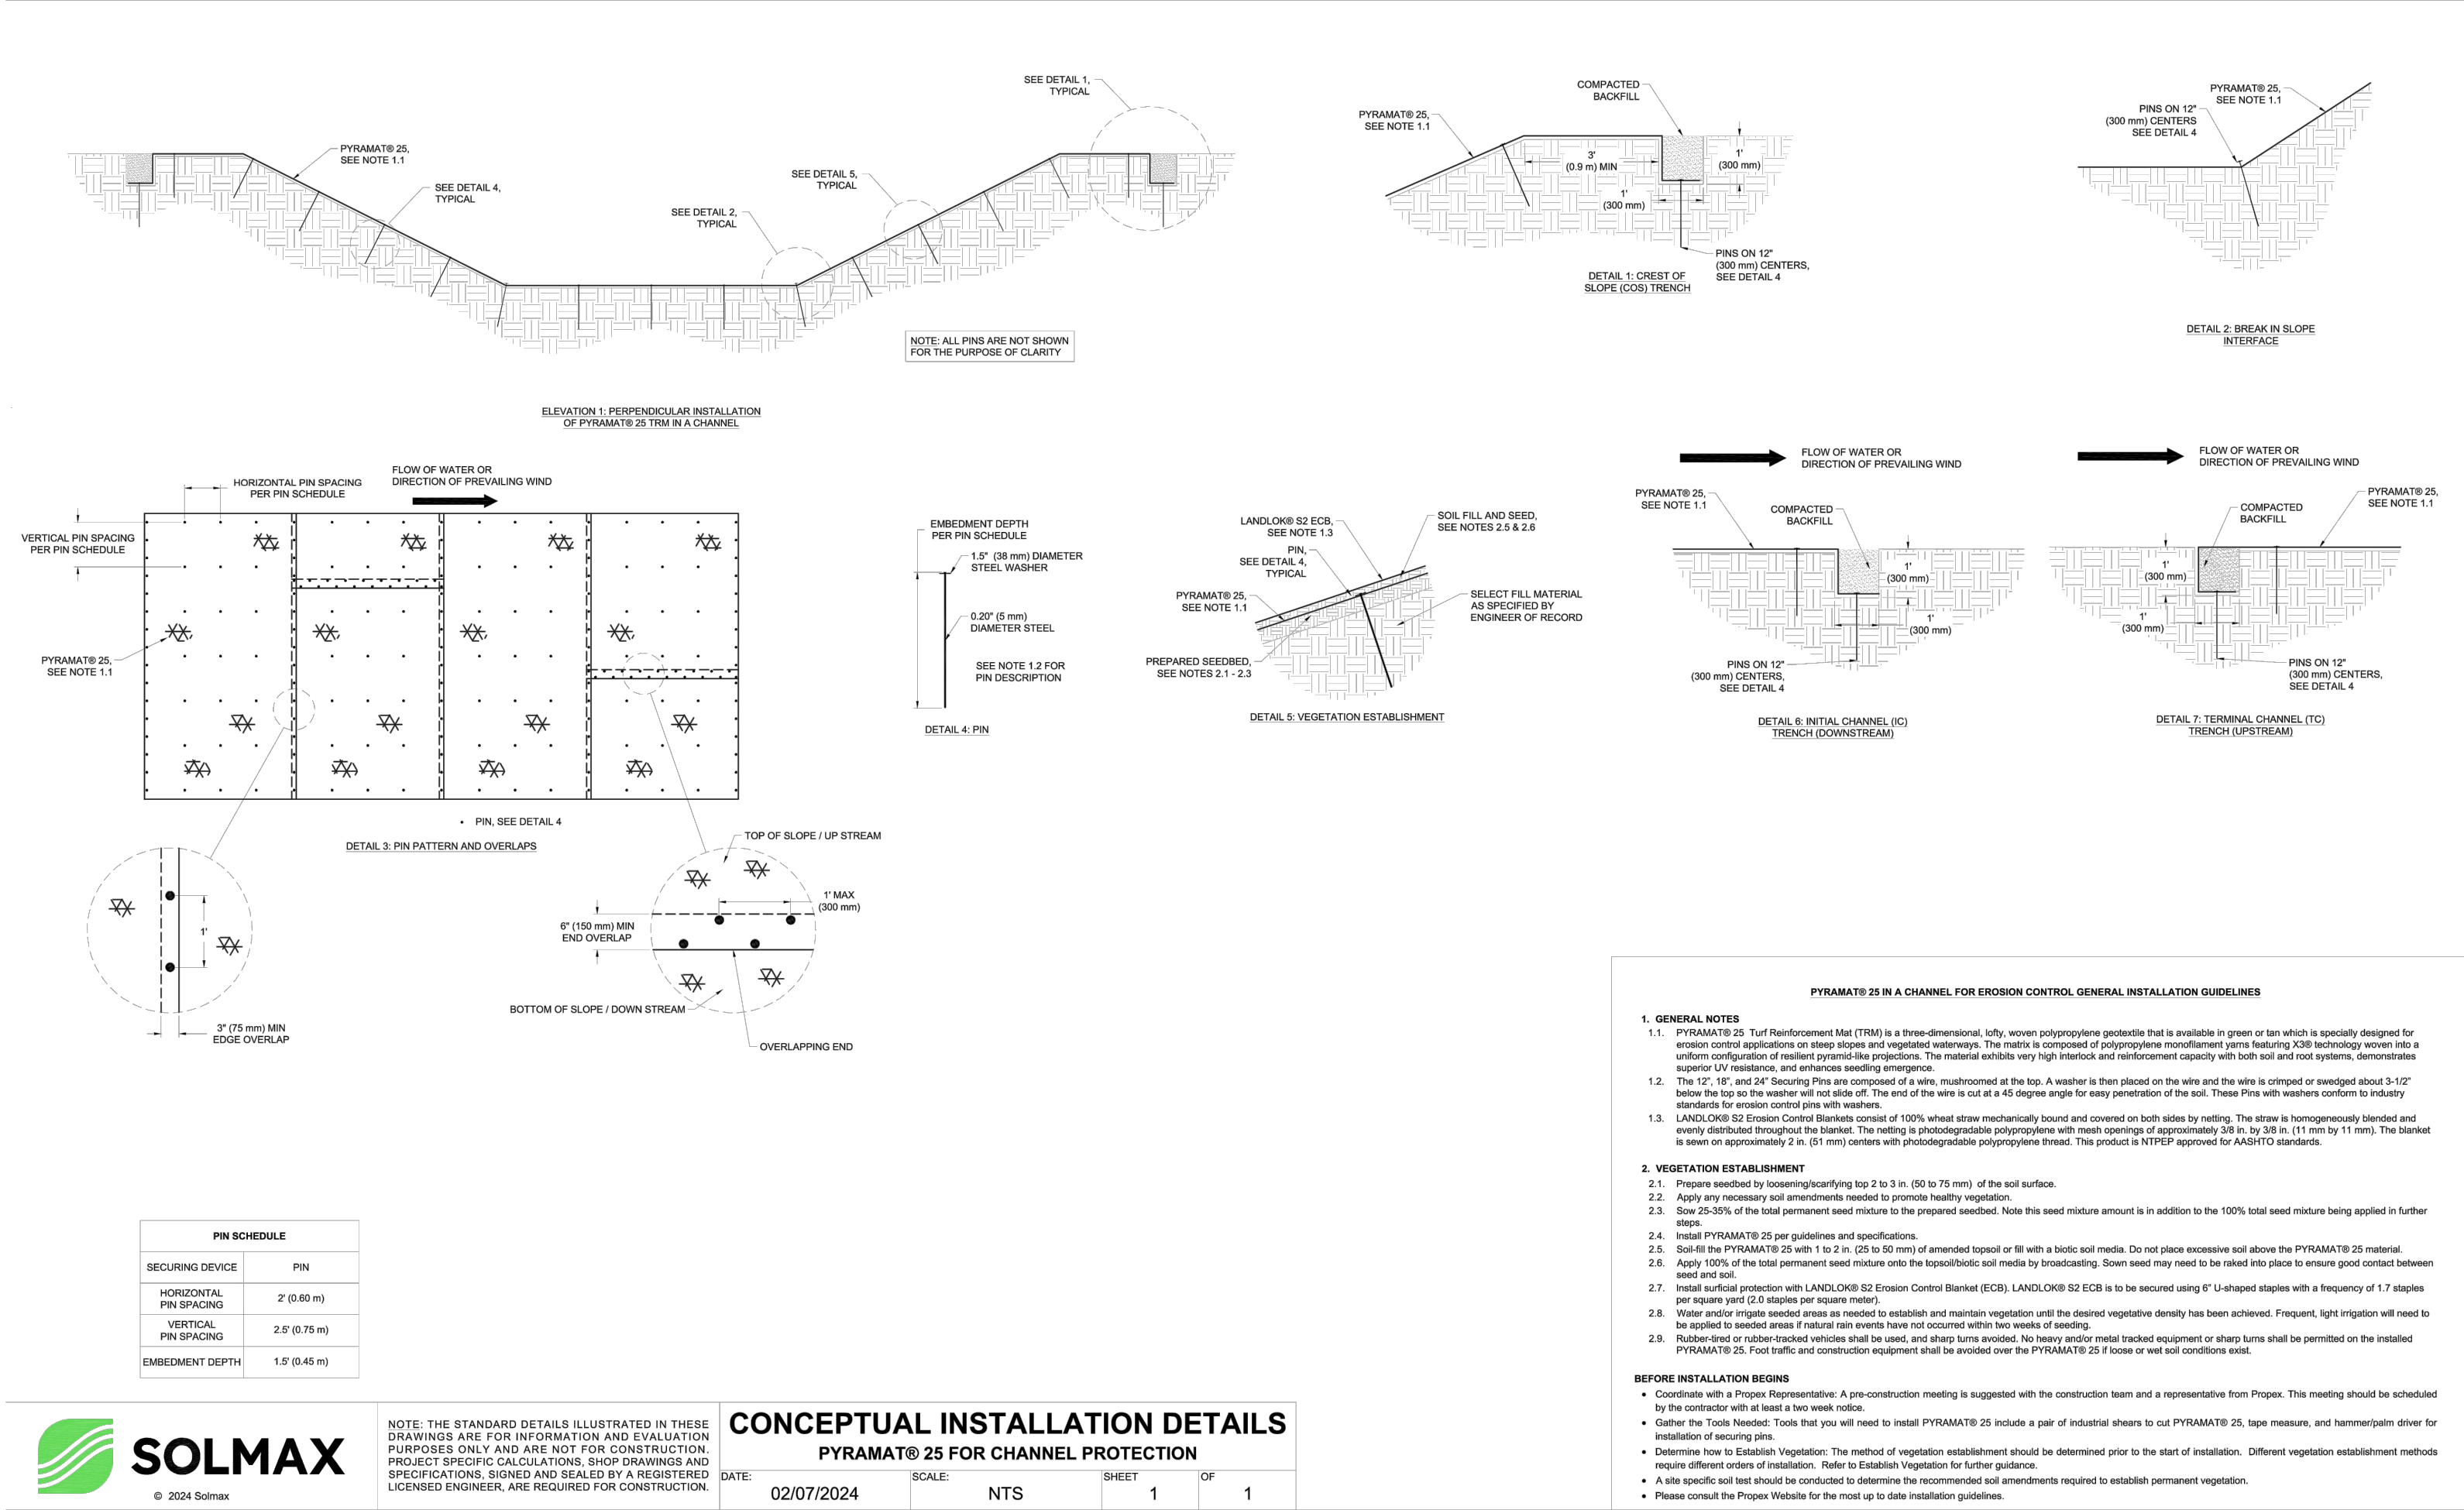 SEE DETAIL 1,
TYPICAL
PYRAMAT® 25,
SEE NOTE 1.1
SEE DETAIL 4,
TYPICAL
SEE DETAIL 5,
TYPICAL
SEE DETAIL 2,
TYPICAL
NOTE: ALL PINS ARE NOT SHOWN
FOR THE PURPOSE OF CLARITY
ELEVATION 1: PERPENDICULAR INSTALLATION
OF PYRAMAT® 25 TRM IN A CHANNEL
COMPACTED
BACKFILL
PYRAMAT® 25,
SEE NOTE 1.1
3'
(0.9 m) MIN
1'
(300 mm)
1'
(300 mm)
PINS ON 12"
(300 mm) CENTERS,
SEE DETAIL 4
DETAIL 1: CREST OF
SLOPE (COS) TRENCH
PYRAMAT® 25,
SEE NOTE 1.1
PINS ON 12"
(300 mm) CENTERS
SEE DETAIL 4
DETAIL 2: BREAK IN SLOPE
INTERFACE
HORIZONTAL PIN SPACING
PER PIN SCHEDULE
FLOW OF WATER OR
DIRECTION OF PREVAILING WIND
VERTICAL PIN SPACING
PER PIN SCHEDULE
PYRAMAT® 25,
SEE NOTE 1.1
• PIN, SEE DETAIL 4
DETAIL 3: PIN PATTERN AND OVERLAPS
1'
3" (75 mm) MIN
EDGE OVERLAP
TOP OF SLOPE / UP STREAM
1' MAX
(300 mm)
6" (150 mm) MIN
END OVERLAP
BOTTOM OF SLOPE / DOWN STREAM
OVERLAPPING END
EMBEDMENT DEPTH
PER PIN SCHEDULE
1.5" (38 mm) DIAMETER
STEEL WASHER
0.20" (5 mm)
DIAMETER STEEL
SEE NOTE 1.2 FOR
PIN DESCRIPTION
DETAIL 4: PIN
LANDLOK® S2 ECB,
SEE NOTE 1.3
PIN,
SEE DETAIL 4,
TYPICAL
PYRAMAT® 25,
SEE NOTE 1.1
PREPARED SEEDBED,
SEE NOTES 2.1 - 2.3
SOIL FILL AND SEED,
SEE NOTES 2.5 & 2.6
SELECT FILL MATERIAL
AS SPECIFIED BY
ENGINEER OF RECORD
DETAIL 5: VEGETATION ESTABLISHMENT
FLOW OF WATER OR
DIRECTION OF PREVAILING WIND
PYRAMAT® 25,
SEE NOTE 1.1
COMPACTED
BACKFILL
1'
(300 mm)
1'
(300 mm)
PINS ON 12"
(300 mm) CENTERS,
SEE DETAIL 4
DETAIL 6: INITIAL CHANNEL (IC)
TRENCH (DOWNSTREAM)
FLOW OF WATER OR
DIRECTION OF PREVAILING WIND
PYRAMAT® 25,
SEE NOTE 1.1
COMPACTED
BACKFILL
1'
(300 mm)
1'
(300 mm)
PINS ON 12"
(300 mm) CENTERS,
SEE DETAIL 4
DETAIL 7: TERMINAL CHANNEL (TC)
TRENCH (UPSTREAM)
PYRAMAT® 25 IN A CHANNEL FOR EROSION CONTROL GENERAL INSTALLATION GUIDELINES
1. GENERAL NOTES
1.1. PYRAMAT® 25 Turf Reinforcement Mat (TRM) is a three-dimensional, lofty, woven polypropylene geotextile that is available in green or tan which is specially designed for
erosion control applications on steep slopes and vegetated waterways. The matrix is composed of polypropylene monofilament yarns featuring X3® technology woven into a
uniform configuration of resilient pyramid-like projections. The material exhibits very high interlock and reinforcement capacity with both soil and root systems, demonstrates
superior UV resistance, and enhances seedling emergence.
1.2. The 12", 18", and 24" Securing Pins are composed of a wire, mushroomed at the top. A washer is then placed on the wire and the wire is crimped or swedged about 3-1/2"
below the top so the washer will not slide off. The end of the wire is cut at a 45 degree angle for easy penetration of the soil. These Pins with washers conform to industry
standards for erosion control pins with washers.
1.3. LANDLOK® S2 Erosion Control Blankets consist of 100% wheat straw mechanically bound and covered on both sides by netting. The straw is homogeneously blended and
evenly distributed throughout the blanket. The netting is photodegradable polypropylene with mesh openings of approximately 3/8 in. by 3/8 in. (11 mm by 11 mm). The blanket
is sewn on approximately 2 in. (51 mm) centers with photodegradable polypropylene thread. This product is NTPEP approved for AASHTO standards.
2. VEGETATION ESTABLISHMENT
2.1. Prepare seedbed by loosening/scarifying top 2 to 3 in. (50 to 75 mm) of the soil surface.
2.2. Apply any necessary soil amendments needed to promote healthy vegetation.
2.3. Sow 25-35% of the total permanent seed mixture to the prepared seedbed. Note this seed mixture amount is in addition to the 100% total seed mixture being applied in further
steps.
2.4. Install PYRAMAT® 25 per guidelines and specifications.
2.5. Soil-fill the PYRAMAT® 25 with 1 to 2 in. (25 to 50 mm) of amended topsoil or fill with a biotic soil media. Do not place excessive soil above the PYRAMAT® 25 material.
2.6. Apply 100% of the total permanent seed mixture onto the topsoil/biotic soil media by broadcasting. Sown seed may need to be raked into place to ensure good contact between
seed and soil.
2.7. Install surficial protection with LANDLOK® S2 Erosion Control Blanket (ECB). LANDLOK® S2 ECB is to be secured using 6" U-shaped staples with a frequency of 1.7 staples
per square yard (2.0 staples per square meter).
2.8. Water and/or irrigate seeded areas as needed to establish and maintain vegetation until the desired vegetative density has been achieved. Frequent, light irrigation will need to
be applied to seeded areas if natural rain events have not occurred within two weeks of seeding.
2.9. Rubber-tired or rubber-tracked vehicles shall be used, and sharp turns avoided. No heavy and/or metal tracked equipment or sharp turns shall be permitted on the installed
PYRAMAT® 25. Foot traffic and construction equipment shall be avoided over the PYRAMAT® 25 if loose or wet soil conditions exist.
BEFORE INSTALLATION BEGINS
• Coordinate with a Propex Representative: A pre-construction meeting is suggested with the construction team and a representative from Propex. This meeting should be scheduled
by the contractor with at least a two week notice.
• Gather the Tools Needed: Tools that you will need to install PYRAMAT® 25 include a pair of industrial shears to cut PYRAMAT® 25, tape measure, and hammer/palm driver for
installation of securing pins.
• Determine how to Establish Vegetation: The method of vegetation establishment should be determined prior to the start of installation. Different vegetation establishment methods
require different orders of installation. Refer to Establish Vegetation for further guidance.
• A site specific soil test should be conducted to determine the recommended soil amendments required to establish permanent vegetation.
• Please consult the Propex Website for the most up to date installation guidelines.
PIN SCHEDULE
SECURING DEVICE PIN
HORIZONTAL
PIN SPACING 2' (0.60 m)
VERTICAL
PIN SPACING 2.5' (0.75 m)
EMBEDMENT DEPTH 1.5' (0.45 m)
SOLMAX
© 2024 Solmax
NOTE: THE STANDARD DETAILS ILLUSTRATED IN THESE
DRAWINGS ARE FOR INFORMATION AND EVALUATION
PURPOSES ONLY AND ARE NOT FOR CONSTRUCTION.
PROJECT SPECIFIC CALCULATIONS, SHOP DRAWINGS AND
SPECIFICATIONS, SIGNED AND SEALED BY A REGISTERED
LICENSED ENGINEER, ARE REQUIRED FOR CONSTRUCTION.
CONCEPTUAL INSTALLATION DETAILS
PYRAMAT® 25 FOR CHANNEL PROTECTION
DATE: SCALE: SHEET OF
02/07/2024 NTS 1 1